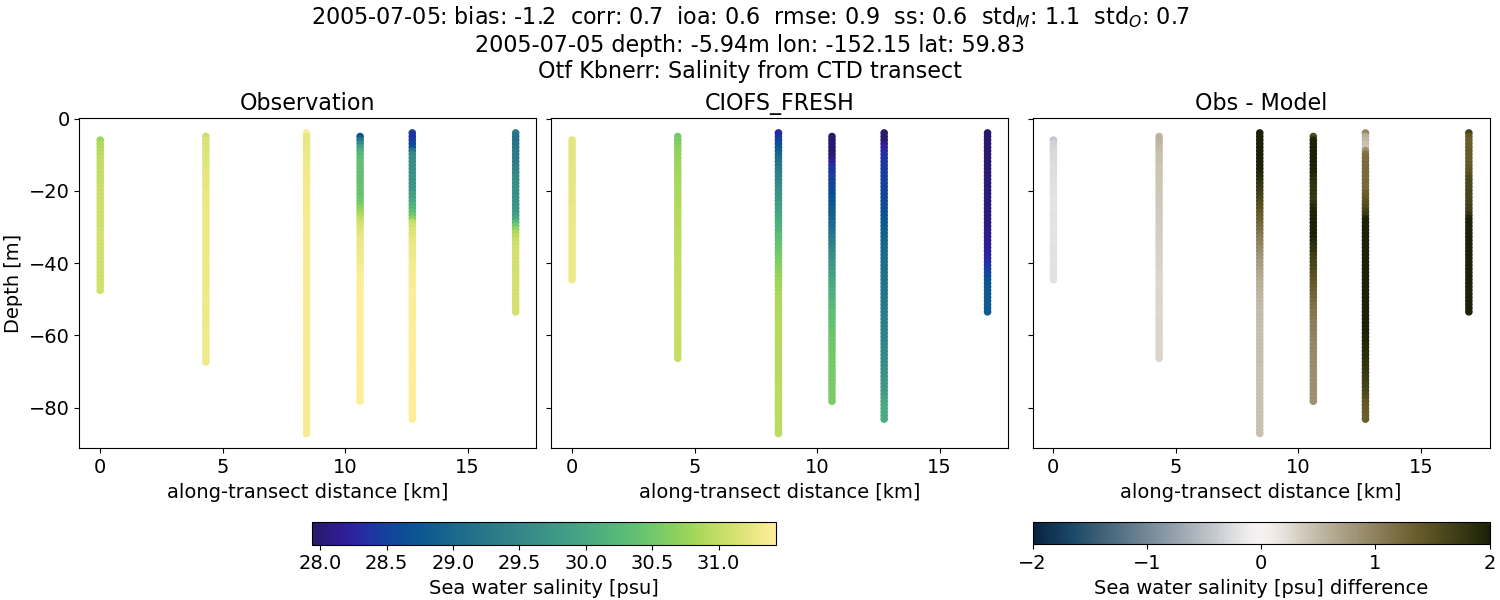 2005-07-05: bias: -1.2  corr: 0.7  ioa: 0.6  rmse: 0.9  ss: 0.6  std_M: 1.1  std_O: 0.7
2005-07-05 depth: -5.94m lon: -152.15 lat: 59.83
Otf Kbnerr: Salinity from CTD transect
Observation
CIOFS_FRESH
Obs - Model
0
−20
−40
−60
−80
Depth [m]
0 5 10 15
0 5 10 15
0 5 10 15
along-transect distance [km]
along-transect distance [km]
along-transect distance [km]
28.0 28.5 29.0 29.5 30.0 30.5 31.0
Sea water salinity [psu]
−2 −1 0 1 2
Sea water salinity [psu] difference